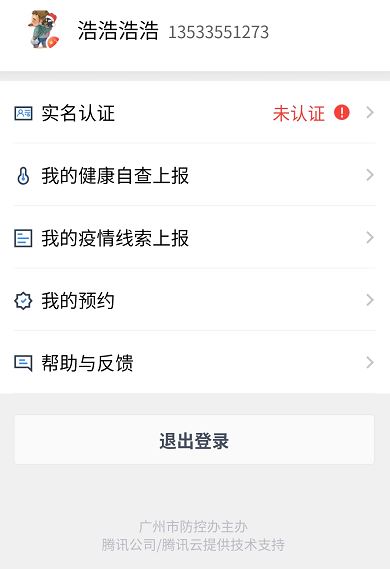 浩浩浩浩 13533551273
实名认证 未认证
我的健康自查上报
我的疫情线索上报
我的预约
帮助与反馈
退出登录
广州市防控办主办
腾讯公司/腾讯云提供技术支持